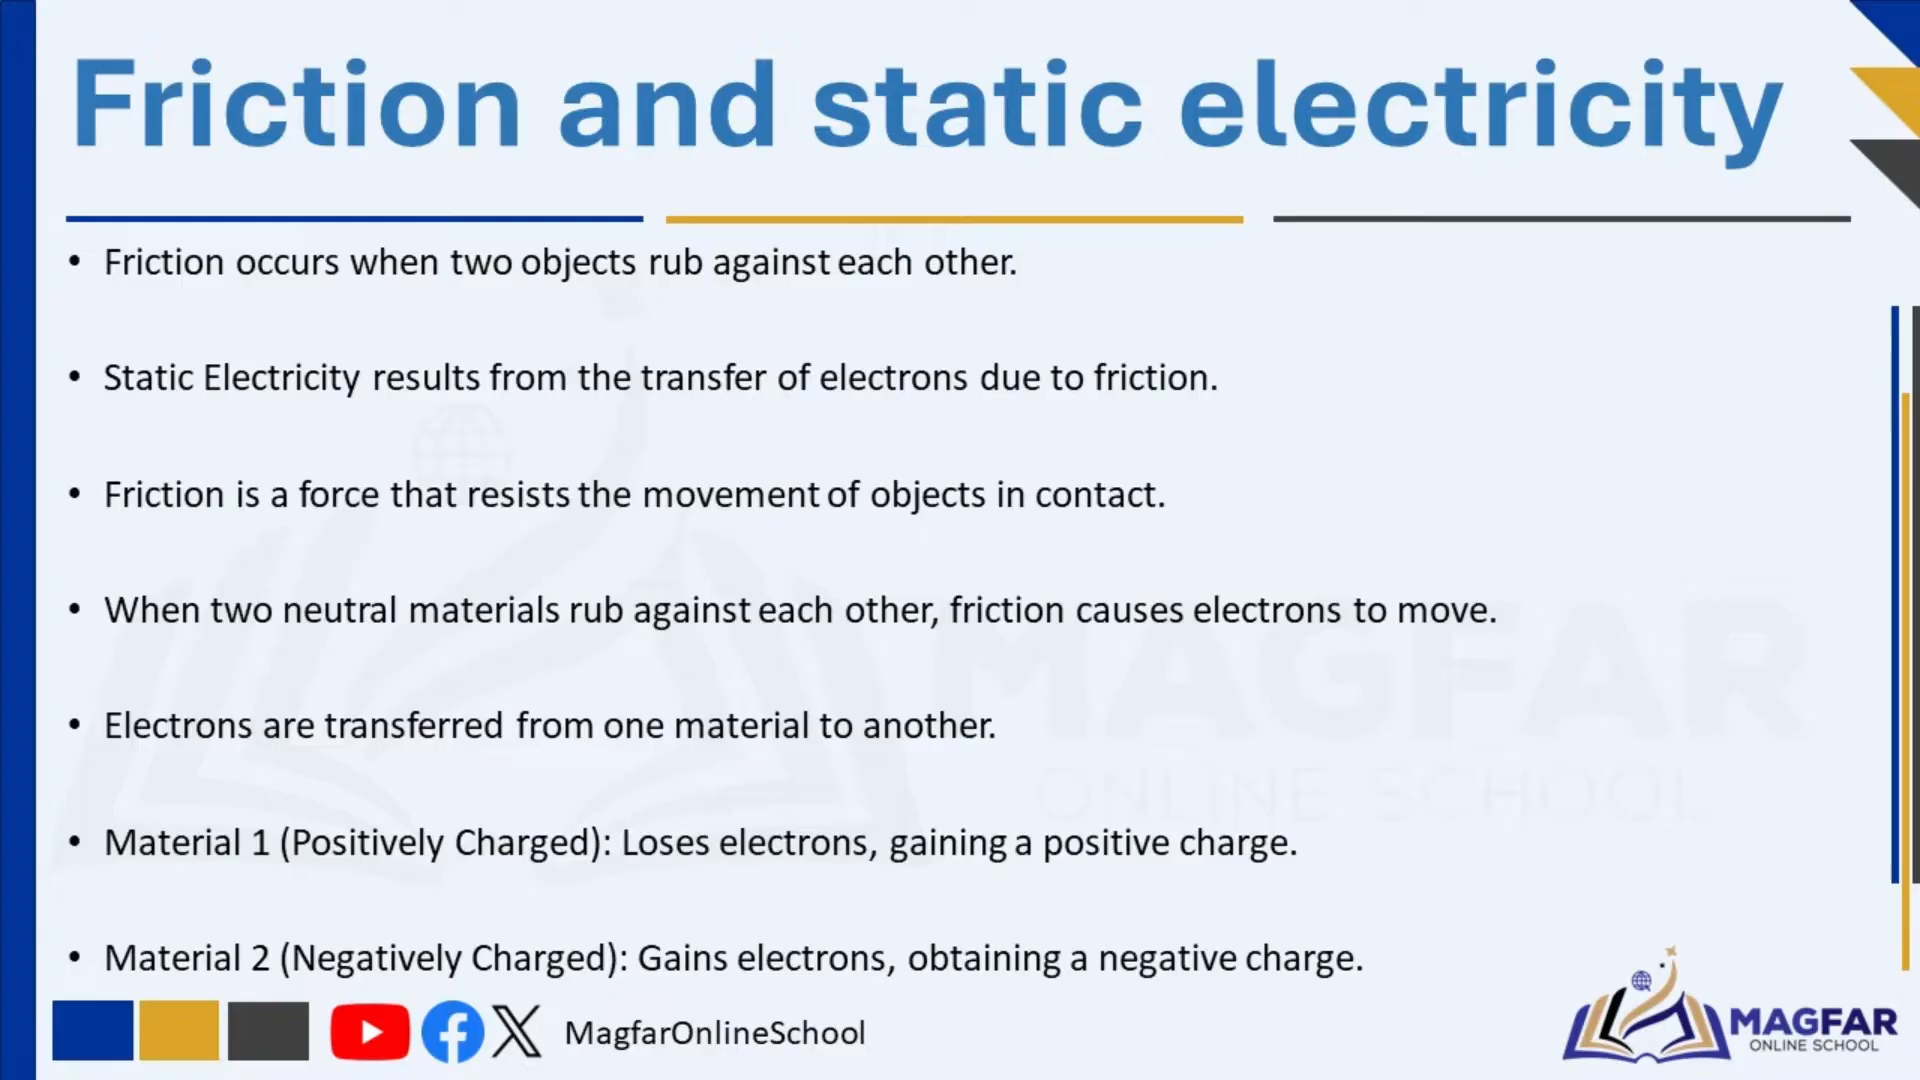 Friction and static electricity
• Friction occurs when two objects rub against each other.
• Static Electricity results from the transfer of electrons due to friction.
• Friction is a force that resists the movement of objects in contact.
• When two neutral materials rub against each other, friction causes electrons to move.
• Electrons are transferred from one material to another.
• Material 1 (Positively Charged): Loses electrons, gaining a positive charge.
• Material 2 (Negatively Charged): Gains electrons, obtaining a negative charge.
MagfarOnlineSchool
MAGFAR
ONLINE SCHOOL
MAGFAR
ONLINE SCHOOL